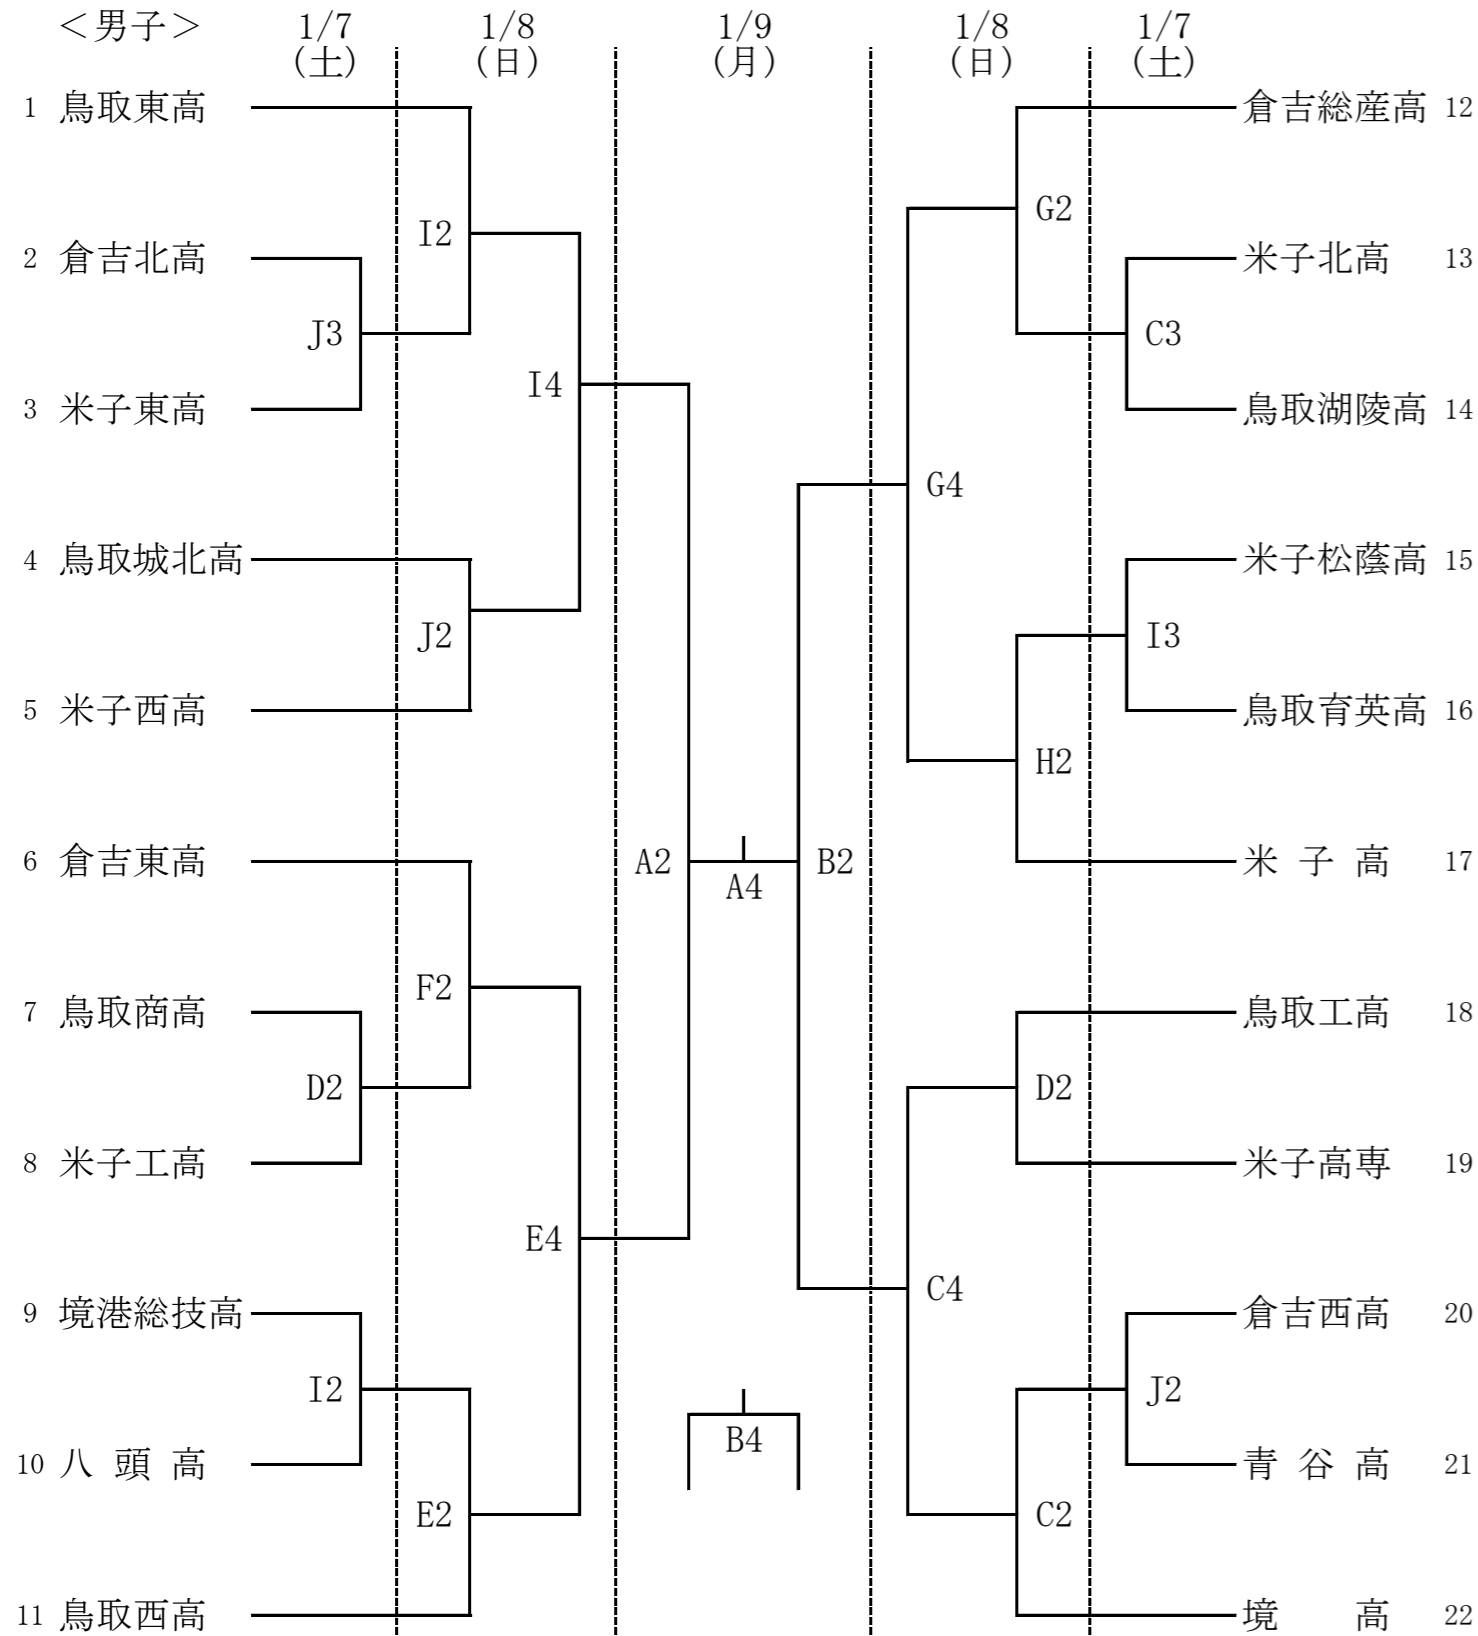 ＜男子＞ 1/7 1/8 1/9 1/8 1/7
(土) (日) (月) (日) (土)
1 鳥取東高 倉吉総産高 12
G2
I2
2 倉吉北高 米子北高 13
J3 C3
I4
3 米子東高 鳥取湖陵高 14
G4
4 鳥取城北高 米子松蔭高 15
J2 I3
5 米子西高 鳥取育英高 16
H2
6 倉吉東高 A2 B2 米子高 17
A4
F2
7 鳥取商高 鳥取工高 18
D2 D2
8 米子工高 米子高専 19
E4
C4
9 境港総技高 倉吉西高 20
I2 J2
B4
10 八頭高 青谷高 21
E2 C2
11 鳥取西高 境高 22